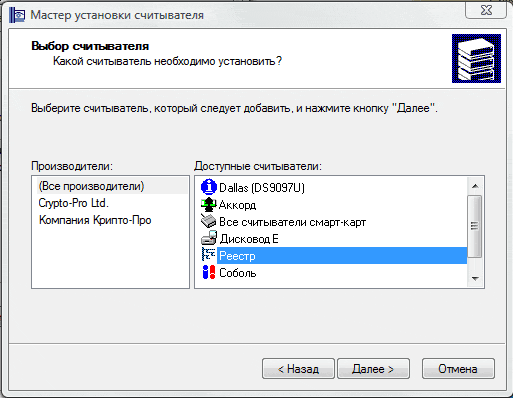 Мастер установки считывателя
Выбор считывателя
Какой считыватель необходимо установить?
Выберите считыватель, который следует добавить, и нажмите кнопку "Далее".
Производители:
(Все производители)
Crypto-Pro Ltd.
Компания Крипто-Про
Доступные считыватели:
Dallas (DS9097U)
Аккорд
Все считыватели смарт-карт
Дисковод E
Реестр
Соболь
< Назад
Далее >
Отмена